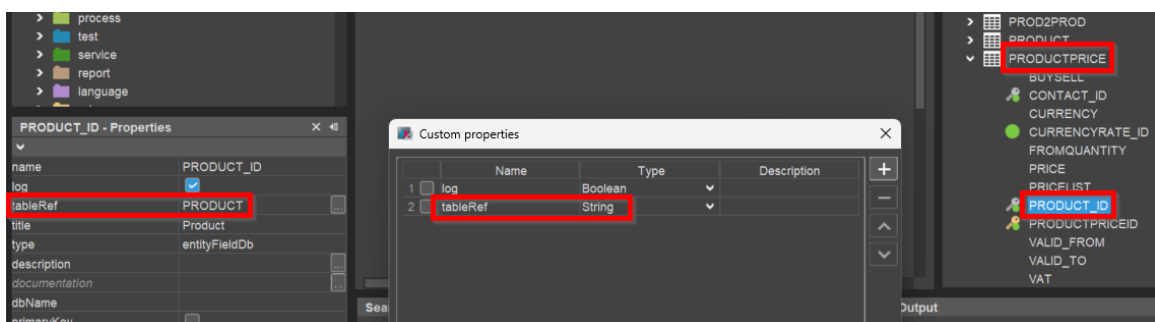 process
test
service
report
language
PRODUCT_ID - Properties
name PRODUCT_ID
log
tableRef PRODUCT ...
title Product
type entityFieldDb
description ...
documentation ...
dbName
primaryKey
Custom properties
Name Type Description
1 log Boolean
2 tableRef String
Sea
Output
PROD2PROD
PRODUCT
PRODUCTPRICE
BUYSELL
CONTACT_ID
CURRENCY
CURRENCYRATE_ID
FROMQUANTITY
PRICE
PRICELIST
PRODUCT_ID
PRODUCTPRICEID
VALID_FROM
VALID_TO
VAT